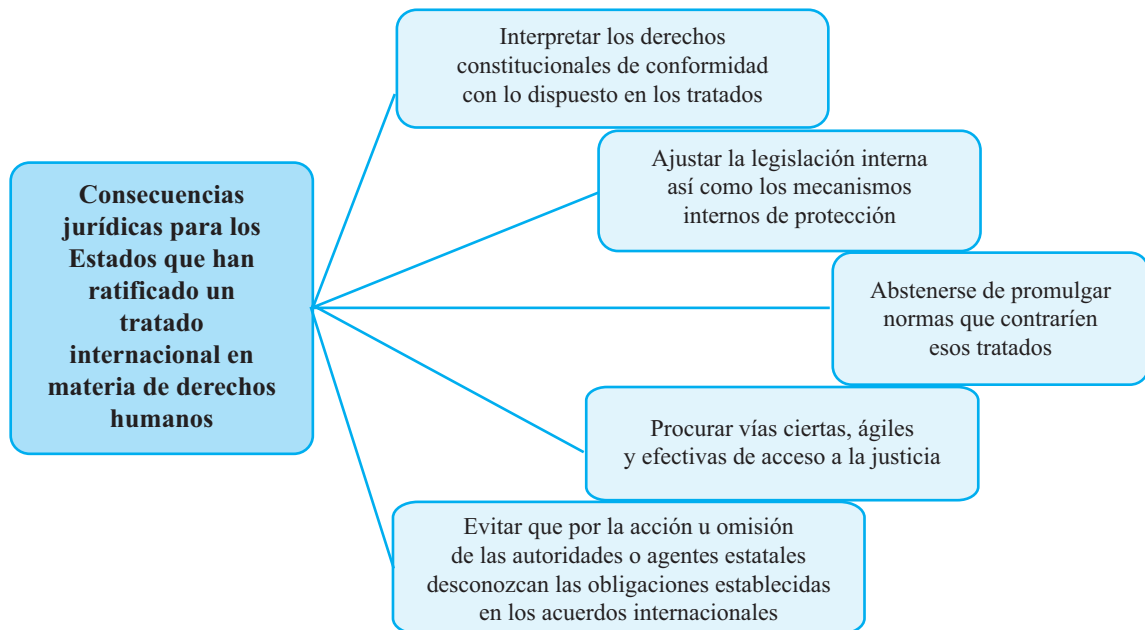 Consecuencias
jurídicas para los
Estados que han
ratificado un
tratado
internacional en
materia de derechos
humanos
Interpretar los derechos
constitucionales de conformidad
con lo dispuesto en los tratados
Ajustar la legislación interna
así como los mecanismos
internos de protección
Abstenerse de promulgar
normas que contraríen
esos tratados
Procurar vías ciertas, ágiles
y efectivas de acceso a la justicia
Evitar que por la acción u omisión
de las autoridades o agentes estatales
desconozcan las obligaciones establecidas
en los acuerdos internacionales